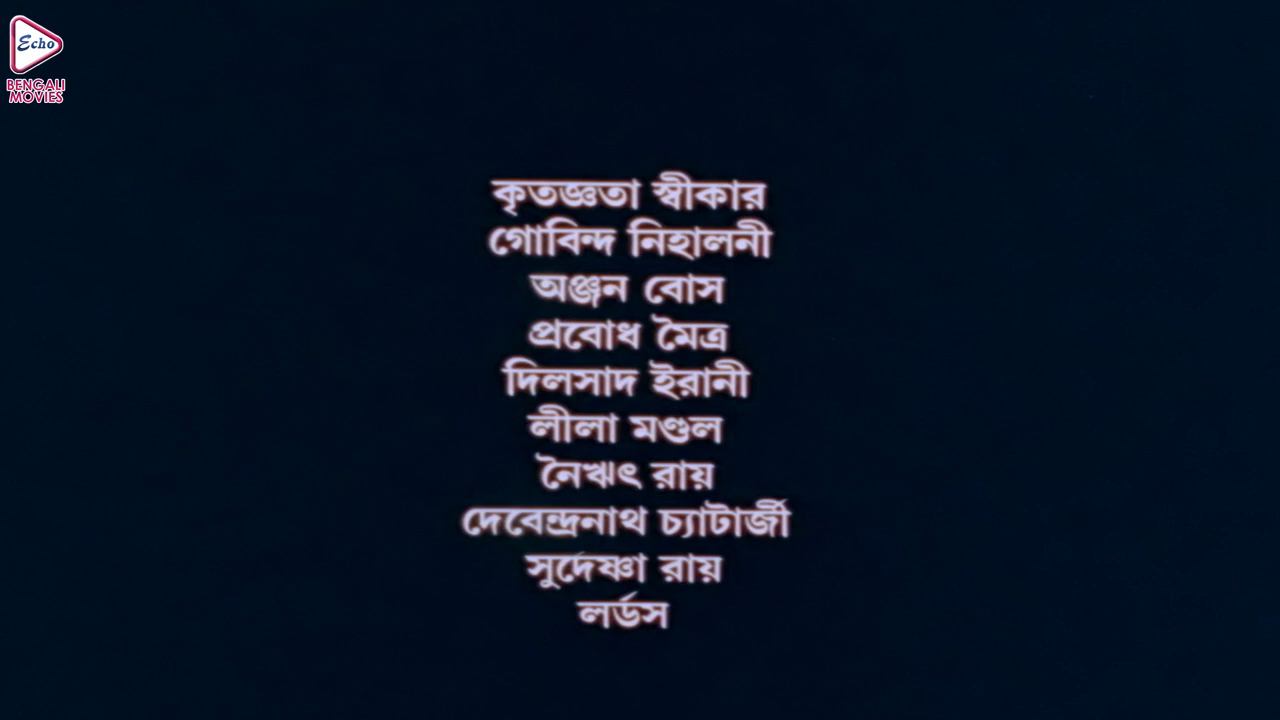 Echo
BENGALI
MOVIES
কৃতজ্ঞতা স্বীকার
গোবিন্দ নিহালনী
অঞ্জন বোস
প্রবোধ মৈত্র
দিলসাদ ইরানী
লীলা মণ্ডল
নৈঋৎ রায়
দেবেন্দ্রনাথ চ্যাটার্জী
সুদেষ্ণা রায়
লর্ডস